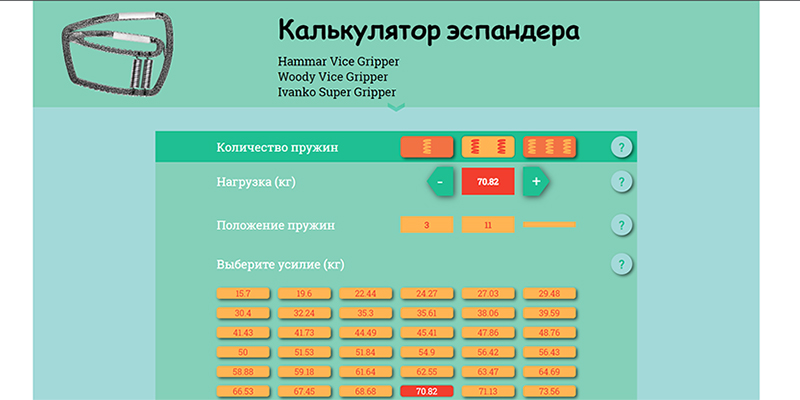 Калькулятор эспандера
Hammar Vice Gripper
Woody Vice Gripper
Ivanko Super Gripper
Количество пружин ?
Нагрузка (кг) - 70.82 + ?
Положение пружин 3 11 ?
Выберите усилие (кг) ?
15.7 19.6 22.44 24.27 27.03 29.48
30.4 32.24 35.3 35.61 38.06 39.59
41.43 41.73 44.49 45.41 47.86 48.76
50 51.53 51.84 54.9 56.42 56.43
58.88 59.18 61.64 62.55 63.47 64.69
66.53 67.45 68.68 70.82 71.13 73.56